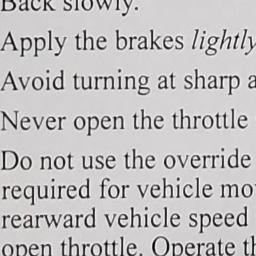 Back slowly.
Apply the brakes lightly
Avoid turning at sharp a
Never open the throttle
Do not use the override
required for vehicle mo
rearward vehicle speed
open throttle. Operate th